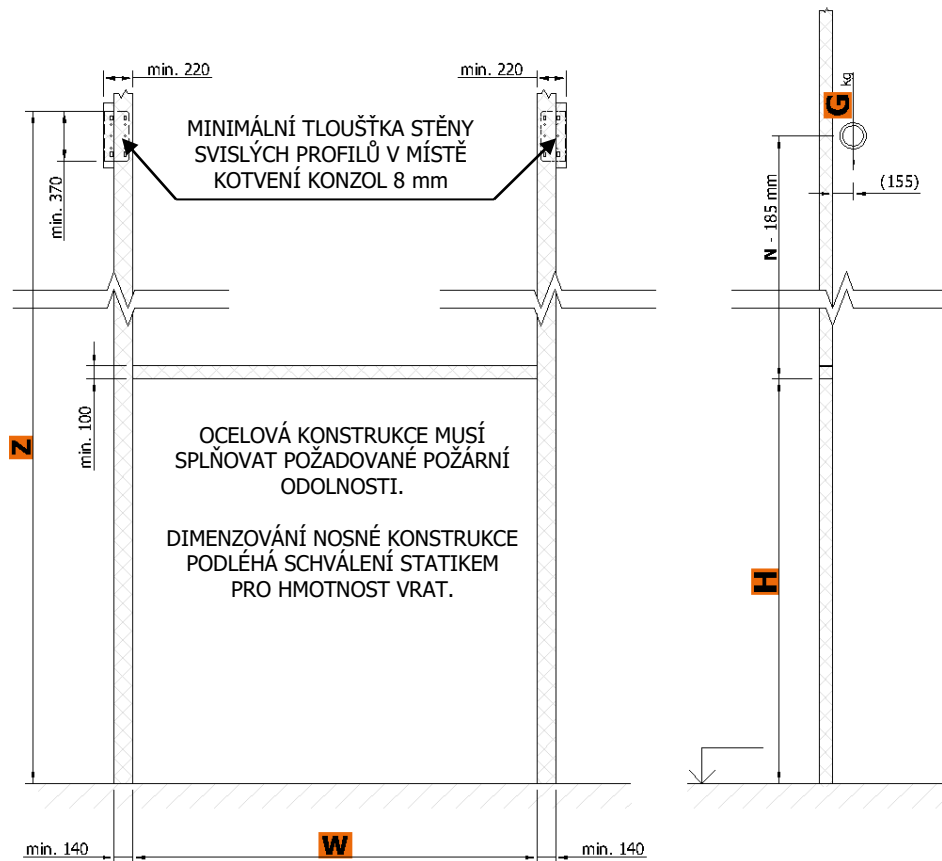 min. 220
min. 220
kg
G
MINIMÁLNÍ TLOUŠŤKA STĚNY
SVISLÝCH PROFILŮ V MÍSTĚ
KOTVENÍ KONZOL 8 mm
min. 370
(155)
N - 185 mm
min. 100
Z
OCELOVÁ KONSTRUKCE MUSÍ
SPLŇOVAT POŽADOVANÉ POŽÁRNÍ
ODOLNOSTI.
DIMENZOVÁNÍ NOSNÉ KONSTRUKCE
PODLÉHÁ SCHVÁLENÍ STATIKEM
PRO HMOTNOST VRAT.
H
min. 140
W
min. 140